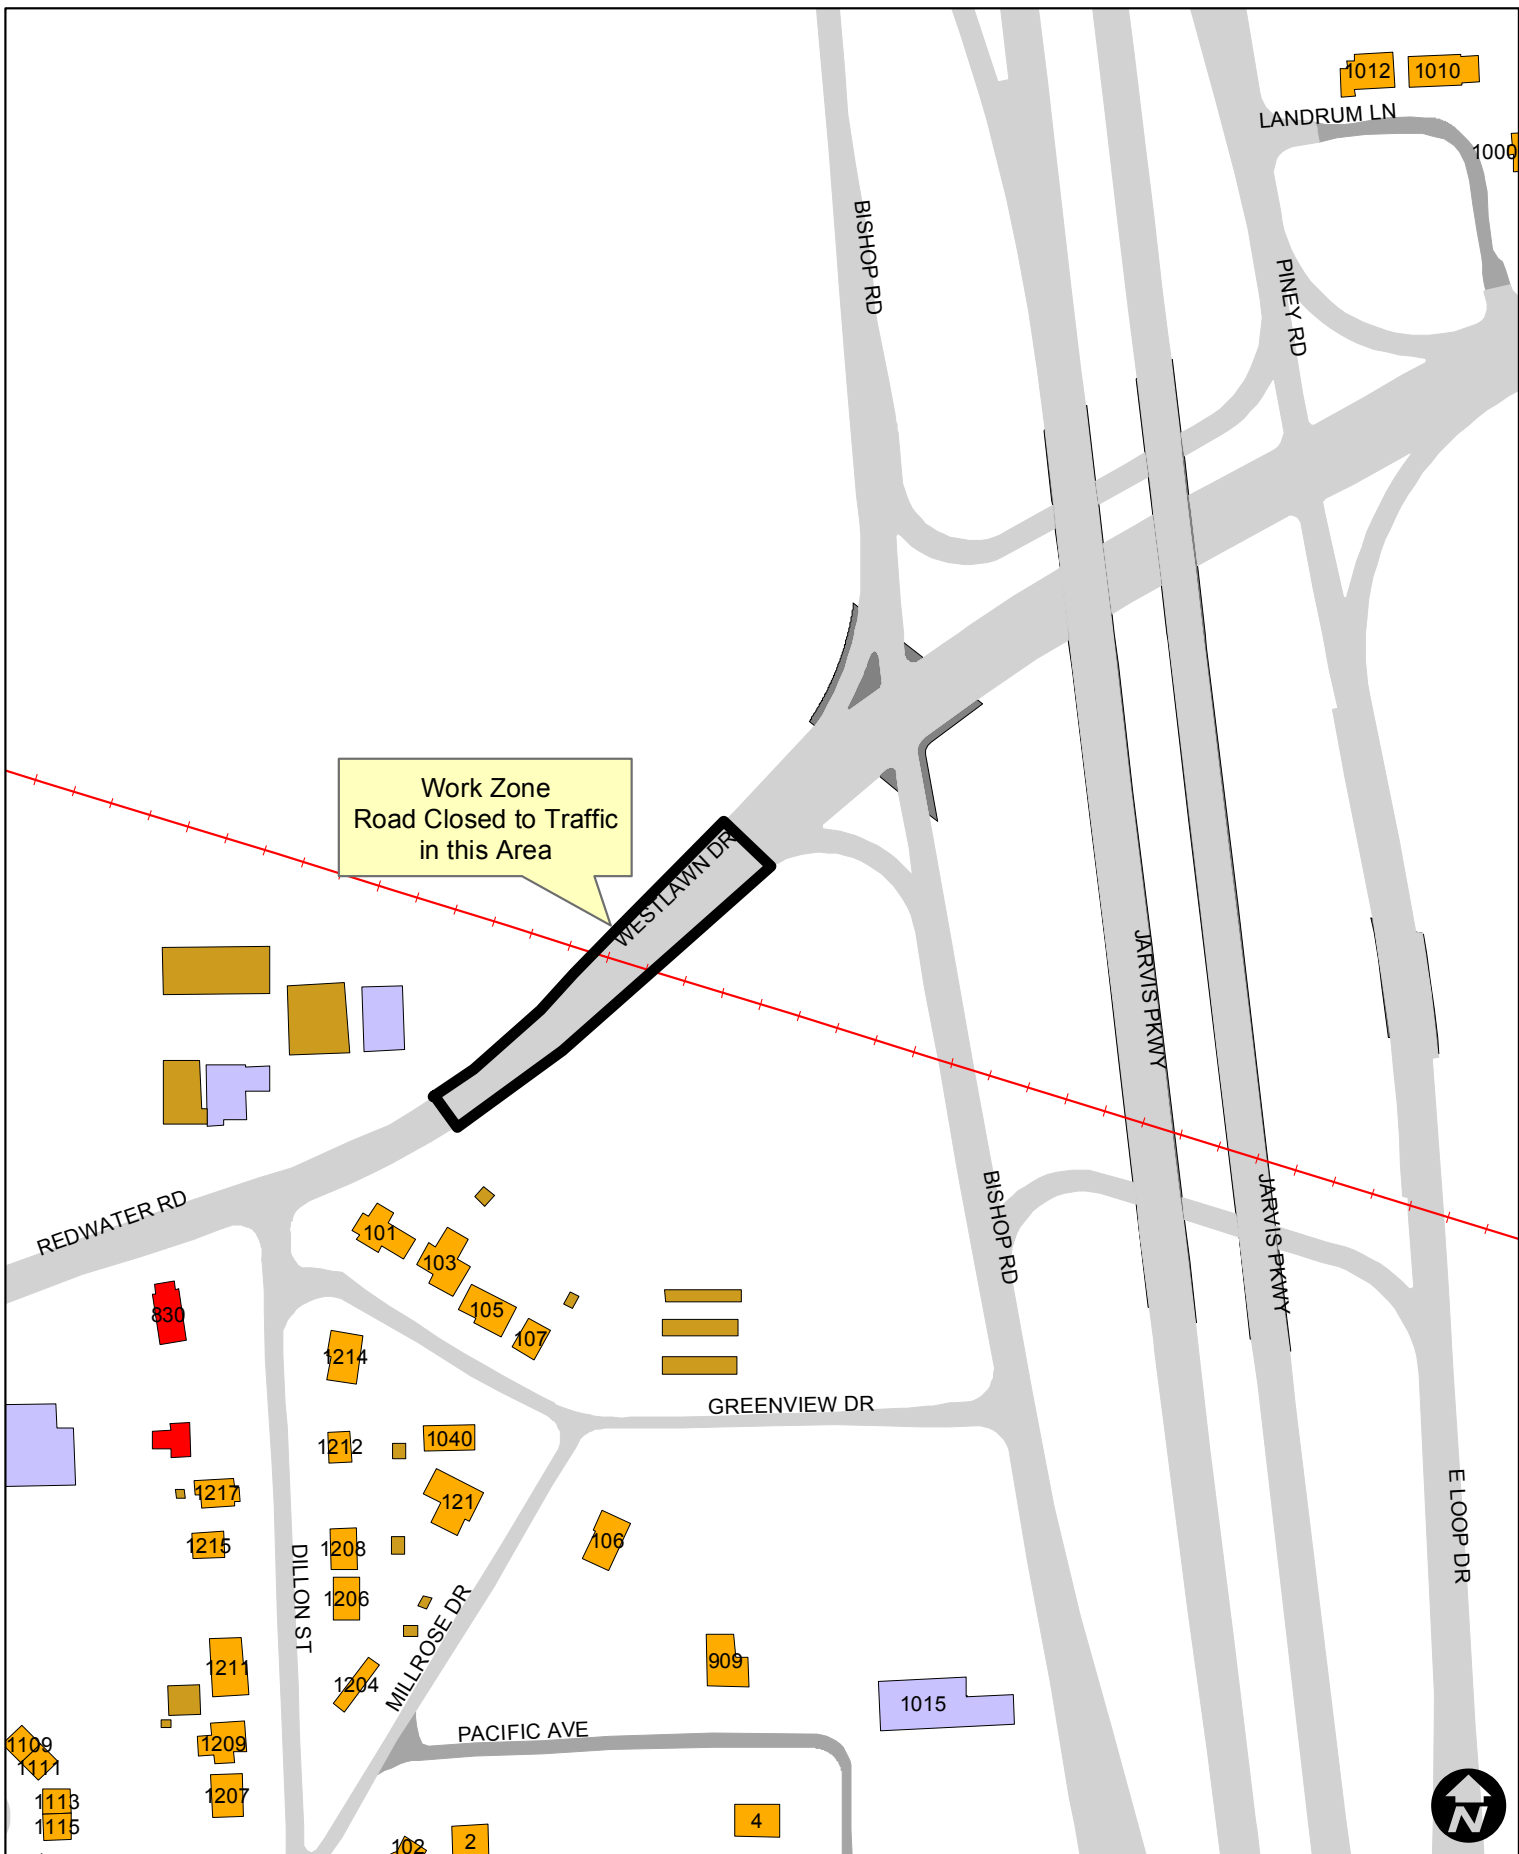 1012
1010
LANDRUM LN
1000
BISHOP RD
PINEY RD
Work Zone
Road Closed to Traffic
in this Area
WESTLAWN DR
JARVIS PKWY
REDWATER RD
BISHOP RD
JARVIS PKWY
101
103
105
107
830
1214
GREENVIEW DR
1212
1040
1217
121
E LOOP DR
1215
1208
106
DILLON ST
1206
MILLROSE DR
1211
1204
909
1015
PACIFIC AVE
1109
1111
1209
1207
1113
1115
102
2
4
N